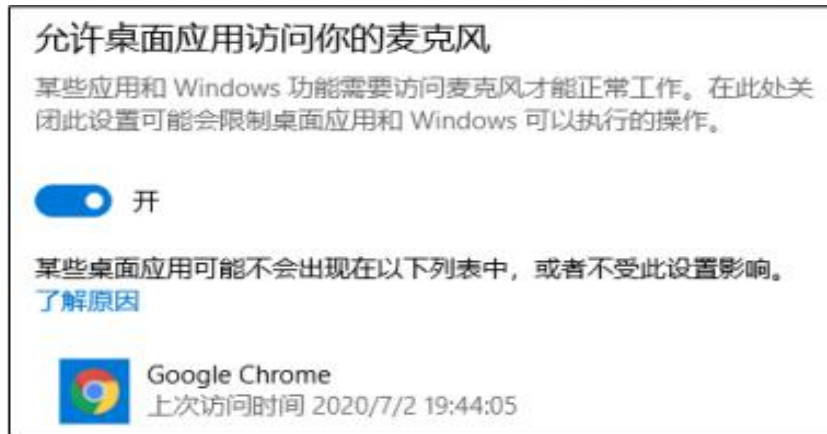 允许桌面应用访问你的麦克风
某些应用和 Windows 功能需要访问麦克风才能正常工作。在此处关
闭此设置可能会限制桌面应用和 Windows 可以执行的操作。
开
某些桌面应用可能不会出现在以下列表中，或者不受此设置影响。
了解原因
Google Chrome
上次访问时间 2020/7/2 19:44:05